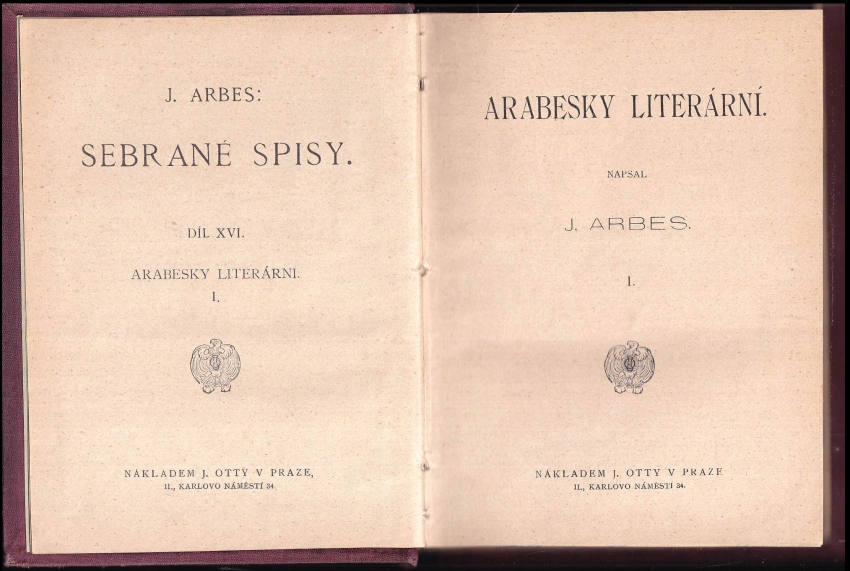 J. ARBES:
SEBRANÉ SPISY.
DÍL XVI.
ARABESKY LITERÁRNI.
I.
NÁKLADEM J. OTTY V PRAZE,
II., KARLOVO NÁMĚSTÍ 34.
ARABESKY LITERÁRNÍ.
NAPSAL
J. ARBES.
I.
NÁKLADEM J. OTTY V PRAZE
II., KARLOVO NÁMĚSTÍ 34.